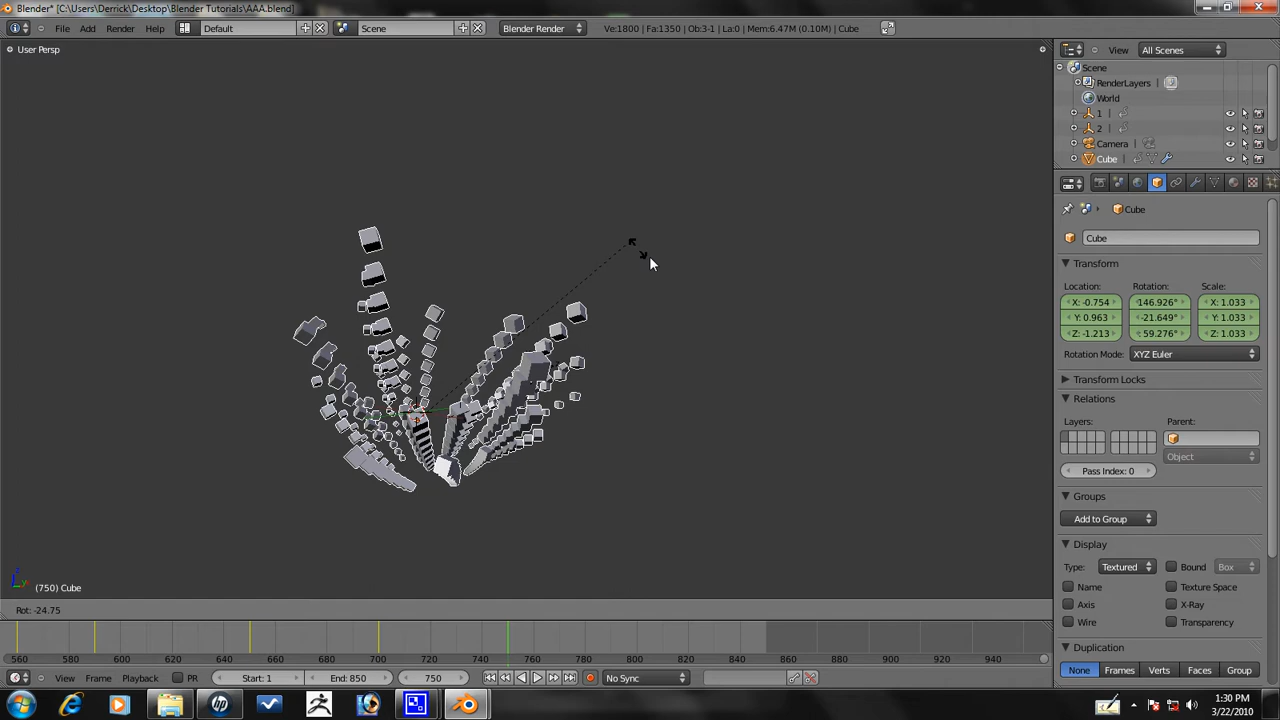 Blender* [C:\Users\Derrick\Desktop\Blender Tutorials\AAA.blend]
File Add Render Help Default Scene Blender Render Ve:1800 | Fa:1350 | Ob:3-1 | La:0 | Mem:6.47M (0.10M) | Cube
User Persp
View All Scenes
Scene
RenderLayers
World
1
2
Camera
Cube
Cube
Cube
Transform
Location: Rotation: Scale:
X: -0.754 146.926° X: 1.033
Y: 0.963 -21.649° Y: 1.033
Z: -1.213 59.276° Z: 1.033
Rotation Mode: XYZ Euler
Transform Locks
Relations
Layers: Parent:
Object
Pass Index: 0
Groups
Add to Group
Display
Type: Textured Bound Box
Name Texture Space
Axis X-Ray
Wire Transparency
Duplication
None Frames Verts Faces Group
z
y
(750) Cube
Rot: -24.75
560 580 600 620 640 660 680 700 720 740 760 780 800 820 840 860 880 900 920 940
View Frame Playback PR Start: 1 End: 850 750 No Sync
1:30 PM
3/22/2010